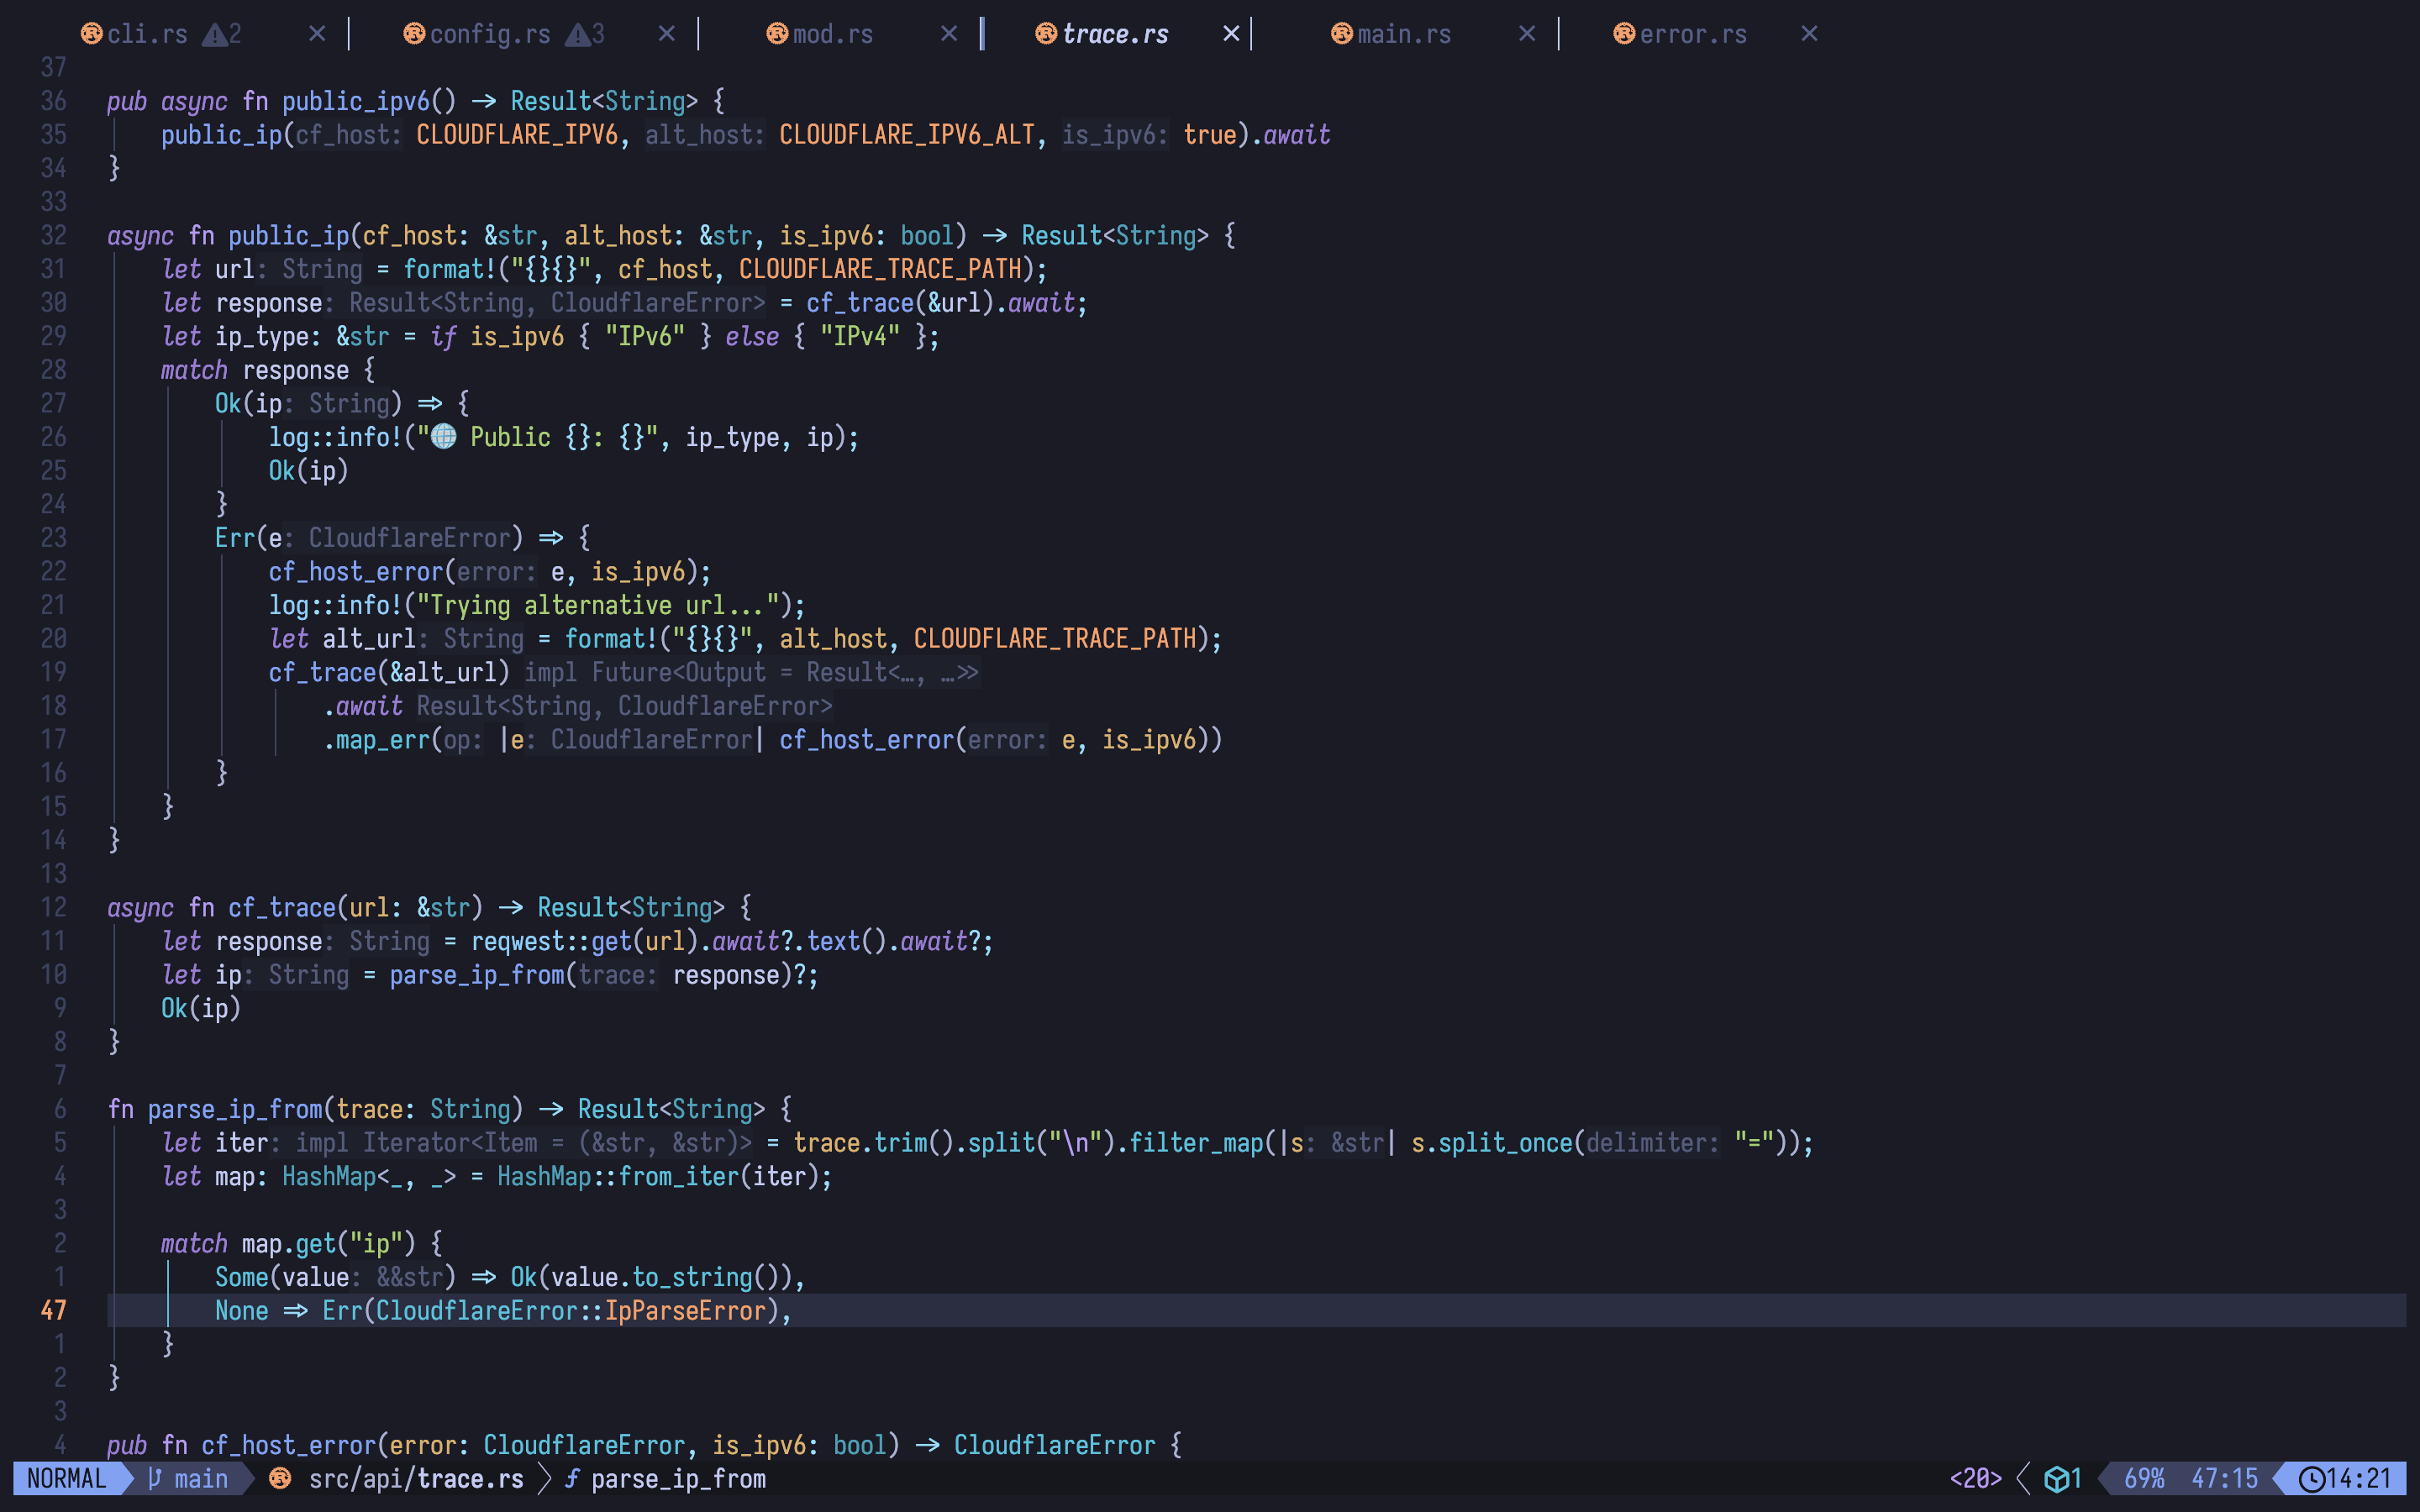 cli.rs 2 × config.rs 3 × mod.rs × trace.rs × main.rs × error.rs ×
37
36 pub async fn public_ipv6() -> Result<String> {
35     public_ip(cf_host: CLOUDFLARE_IPV6, alt_host: CLOUDFLARE_IPV6_ALT, is_ipv6: true).await
34 }
33
32 async fn public_ip(cf_host: &str, alt_host: &str, is_ipv6: bool) -> Result<String> {
31     let url: String = format!("{}{}", cf_host, CLOUDFLARE_TRACE_PATH);
30     let response: Result<String, CloudflareError> = cf_trace(&url).await;
29     let ip_type: &str = if is_ipv6 { "IPv6" } else { "IPv4" };
28     match response {
27         Ok(ip: String) => {
26             log::info!("🌐 Public {}: {}", ip_type, ip);
25             Ok(ip)
24         }
23         Err(e: CloudflareError) => {
22             cf_host_error(error: e, is_ipv6);
21             log::info!("Trying alternative url...");
20             let alt_url: String = format!("{}{}", alt_host, CLOUDFLARE_TRACE_PATH);
19             cf_trace(&alt_url) impl Future<Output = Result<…, …>>
18                 .await Result<String, CloudflareError>
17                 .map_err(op: |e: CloudflareError| cf_host_error(error: e, is_ipv6))
16         }
15     }
14 }
13
12 async fn cf_trace(url: &str) -> Result<String> {
11     let response: String = reqwest::get(url).await?.text().await?;
10     let ip: String = parse_ip_from(trace: response)?;
9     Ok(ip)
8 }
7
6 fn parse_ip_from(trace: String) -> Result<String> {
5     let iter: impl Iterator<Item = (&str, &str)> = trace.trim().split("\n").filter_map(|s: &str| s.split_once(delimiter: "="));
4     let map: HashMap<_, _> = HashMap::from_iter(iter);
3
2     match map.get("ip") {
1         Some(value: &&str) => Ok(value.to_string()),
47         None => Err(CloudflareError::IpParseError),
1     }
2 }
3
4 pub fn cf_host_error(error: CloudflareError, is_ipv6: bool) -> CloudflareError {
NORMAL main src/api/trace.rs parse_ip_from <20> 1 69% 47:15 14:21